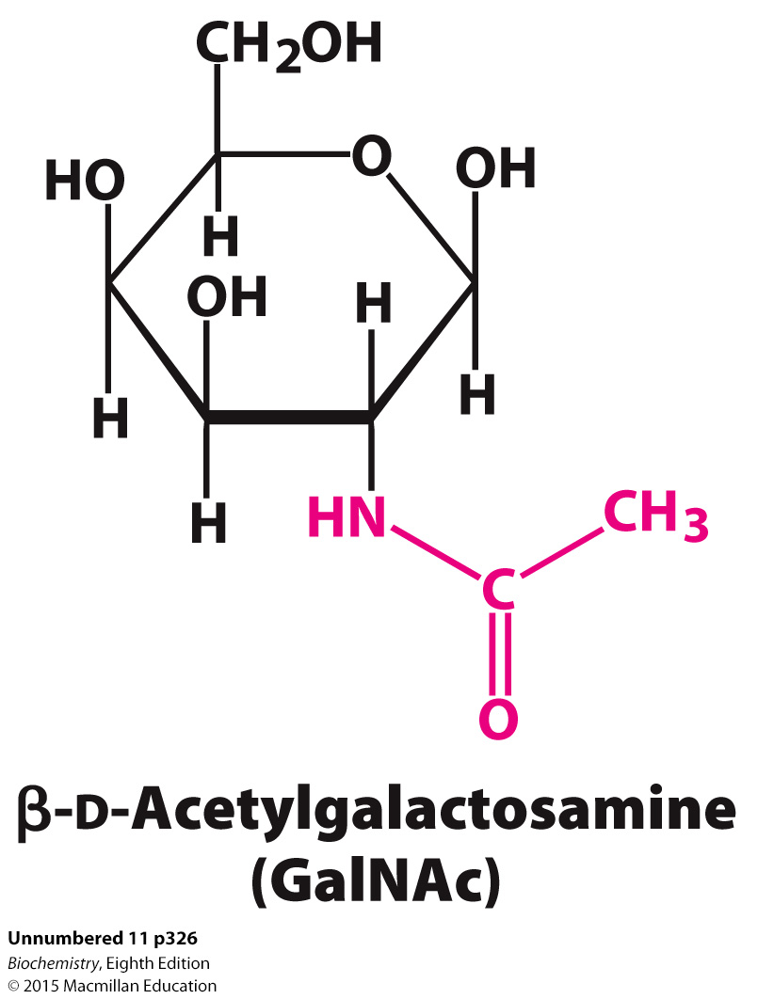 CH2OH
HO
O
OH
H
OH
H
H
H
H
HN
CH3
C
O
β-D-Acetylgalactosamine
(GalNAc)
Unnumbered 11 p326
Biochemistry, Eighth Edition
© 2015 Macmillan Education